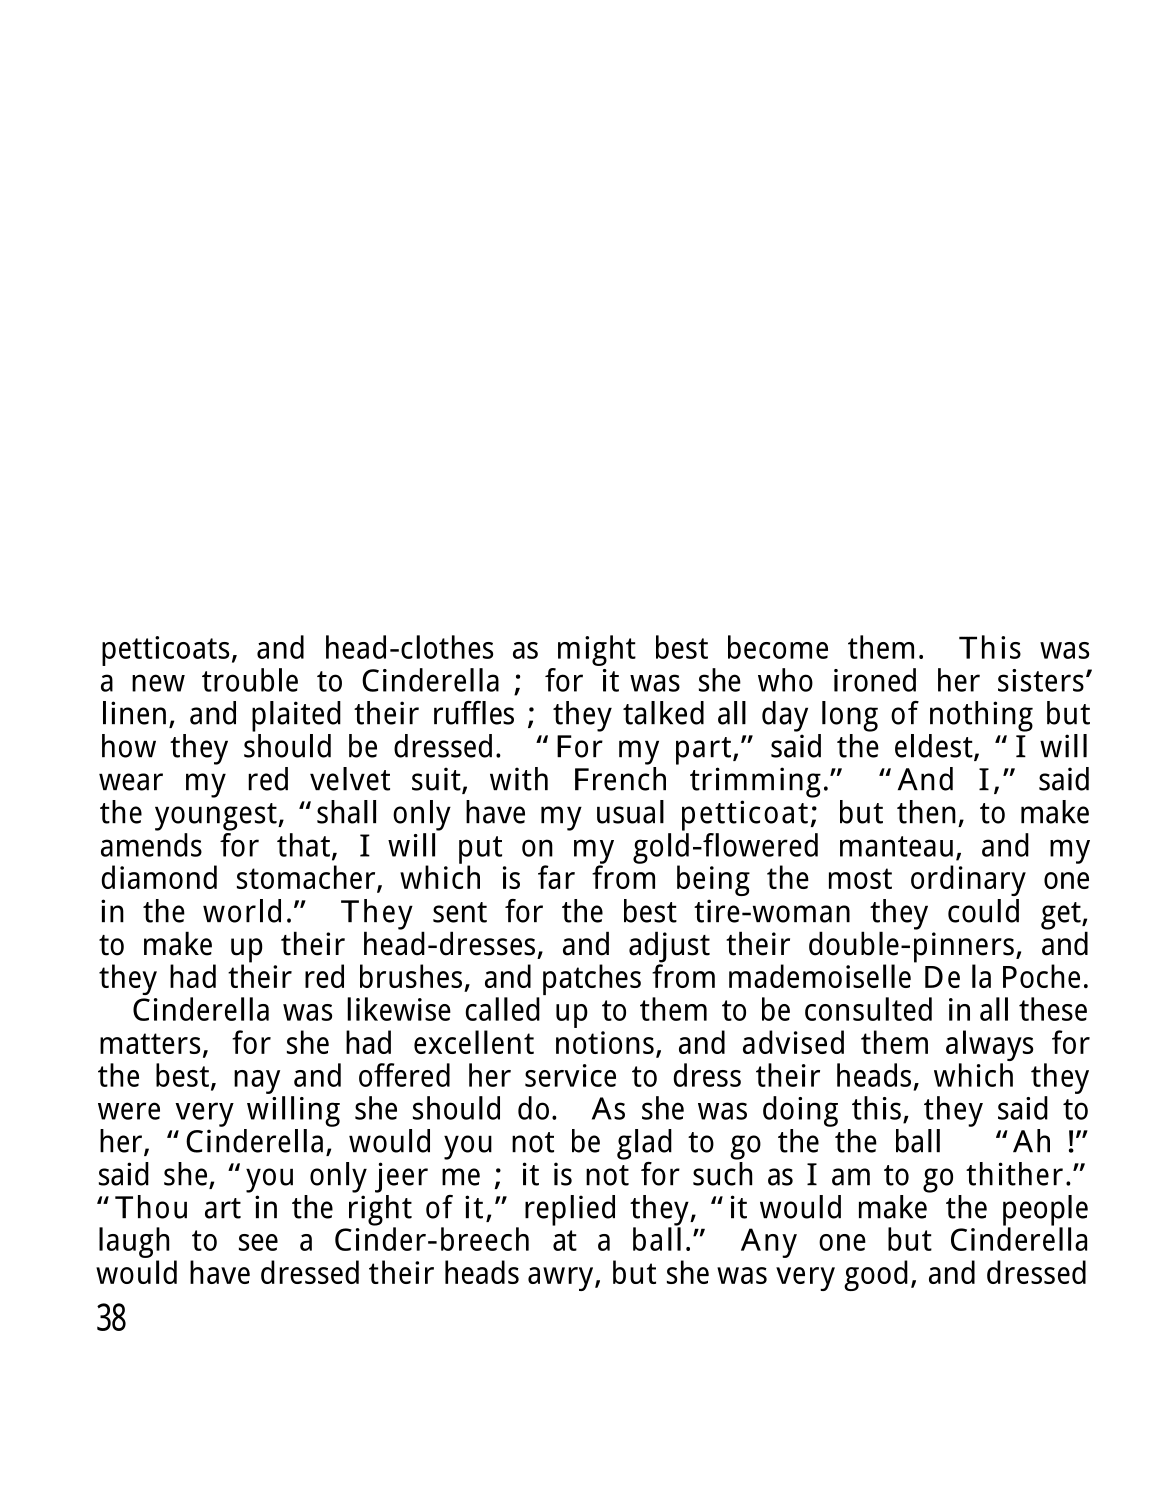 petticoats, and head-clothes as might best become them. This was
a new trouble to Cinderella ; for it was she who ironed her sisters’
linen, and plaited their ruffles ; they talked all day long of nothing but
how they should be dressed. “ For my part,” said the eldest, “ I will
wear my red velvet suit, with French trimming.” “ And I,” said
the youngest, “ shall only have my usual petticoat; but then, to make
amends for that, I will put on my gold-flowered manteau, and my
diamond stomacher, which is far from being the most ordinary one
in the world.” They sent for the best tire-woman they could get,
to make up their head-dresses, and adjust their double-pinners, and
they had their red brushes, and patches from mademoiselle De la Poche.
Cinderella was likewise called up to them to be consulted in all these
matters, for she had excellent notions, and advised them always for
the best, nay and offered her service to dress their heads, which they
were very willing she should do. As she was doing this, they said to
her, “ Cinderella, would you not be glad to go the the ball “ Ah !”
said she, “ you only jeer me ; it is not for such as I am to go thither.”
“ Thou art in the right of it,” replied they, “ it would make the people
laugh to see a Cinder-breech at a ball.” Any one but Cinderella
would have dressed their heads awry, but she was very good, and dressed
38